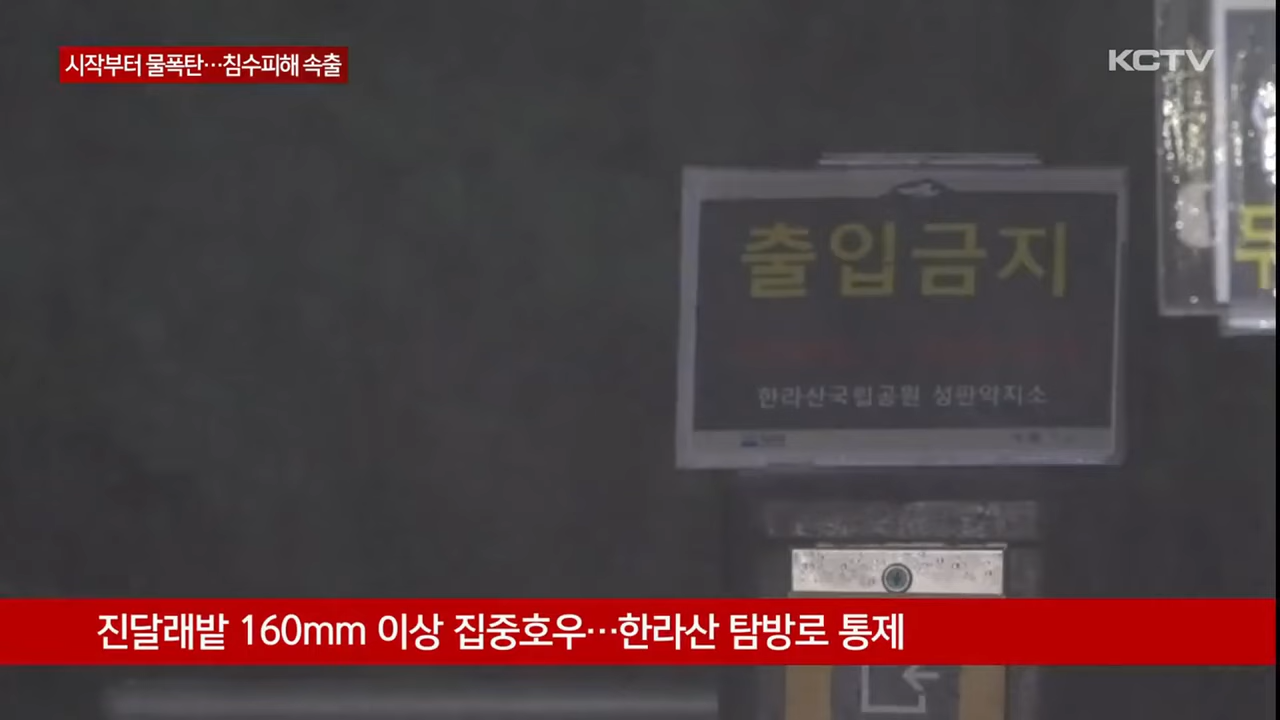 시작부터 물폭탄…침수피해 속출
KCTV
출입금지
한라산국립공원 성판악지소
진달래밭 160mm 이상 집중호우…한라산 탐방로 통제